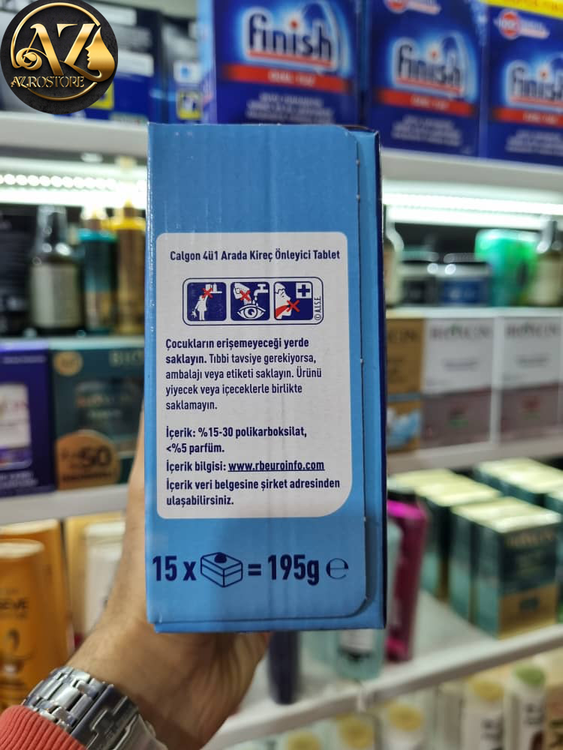 AZ
AZROSTORE
finish
finish
finish
Calgon 4ü1 Arada Kireç Önleyici Tablet
Çocukların erişemeyeceği yerde
saklayın. Tıbbi tavsiye gerekiyorsa,
ambalajı veya etiketi saklayın. Ürünü
yiyecek veya içeceklerle birlikte
saklamayın.
İçerik: %15-30 polikarboksilat,
<%5 parfüm.
İçerik bilgisi: www.rbeuroinfo.com
İçerik veri belgesine şirket adresinden
ulaşabilirsiniz.
15 x = 195g ℮